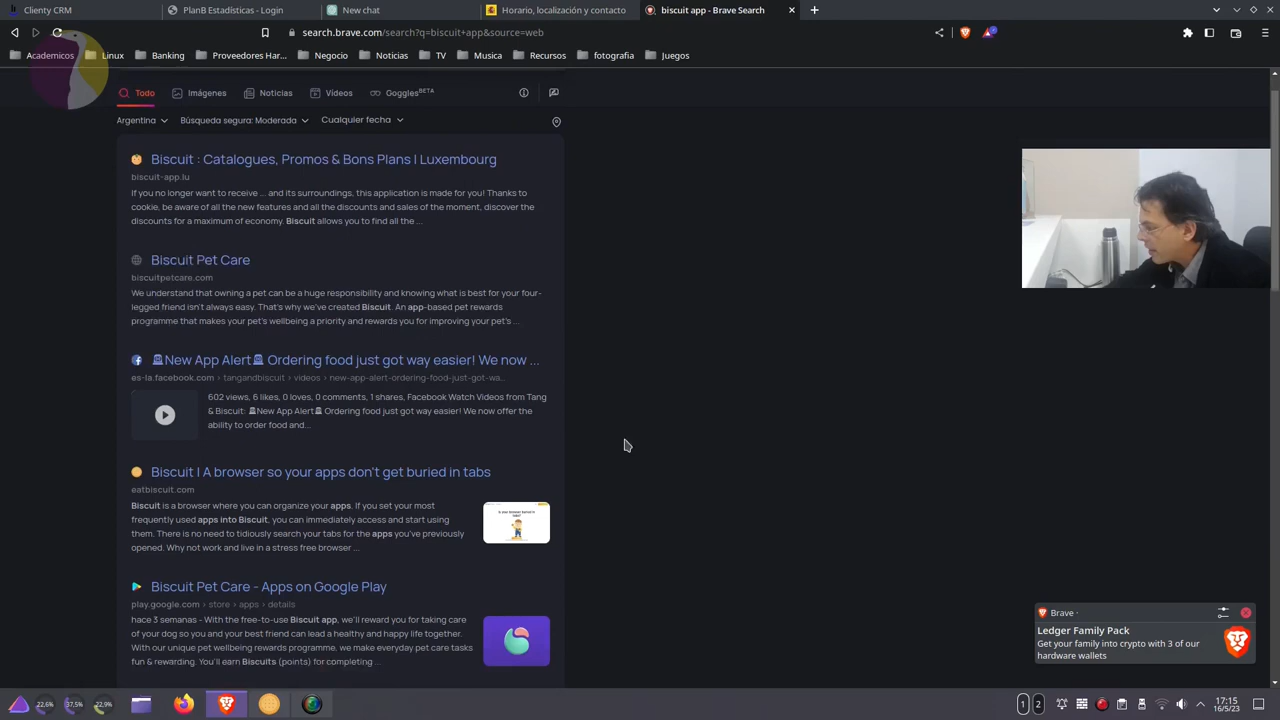 Clienty CRM
PlanB Estadísticas - Login
New chat
Horario, localización y contacto
biscuit app - Brave Search
search.brave.com/search?q=biscuit+app&source=web
Academicos
Linux
Banking
Proveedores Har...
Negocio
Noticias
TV
Musica
Recursos
fotografia
Juegos
Todo
Imágenes
Noticias
Vídeos
Goggles BETA
Argentina
Búsqueda segura: Moderada
Cualquier fecha
Biscuit : Catalogues, Promos & Bons Plans | Luxembourg
biscuit-app.lu
If you no longer want to receive ... and its surroundings, this application is made for you! Thanks to
cookie, be aware of all the new features and all the discounts and sales of the moment, discover the
discounts for a maximum of economy. Biscuit allows you to find all the ...
Biscuit Pet Care
biscuitpetcare.com
We understand that owning a pet can be a huge responsibility and knowing what is best for your four-
legged friend isn't always easy. That's why we've created Biscuit. An app-based pet rewards
programme that makes your pet's wellbeing a priority and rewards you for improving your pet's ...
New App Alert Ordering food just got way easier! We now ...
es-la.facebook.com › tangandbiscuit › videos › new-app-alert-ordering-food-just-got-wa...
602 views, 6 likes, 0 loves, 0 comments, 1 shares, Facebook Watch Videos from Tang
& Biscuit: New App Alert Ordering food just got way easier! We now offer the
ability to order food and...
Biscuit | A browser so your apps don't get buried in tabs
eatbiscuit.com
Biscuit is a browser where you can organize your apps. If you set your most
frequently used apps into Biscuit, you can immediately access and start using
them. There is no need to tidiously search your tabs for the apps you've previously
opened. Why not work and live in a stress free browser ...
Biscuit Pet Care - Apps on Google Play
play.google.com › store › apps › details
hace 3 semanas - With the free-to-use Biscuit app, we'll reward you for taking care
of your dog so you and your best friend can lead a healthy and happy life together.
With our unique pet wellbeing rewards programme, we make everyday pet care tasks
fun & rewarding. You'll earn Biscuits (points) for completing ...
Brave ·
Ledger Family Pack
Get your family into crypto with 3 of our
hardware wallets
22,6%
37,5%
22,9%
1
2
17:15
16/5/23